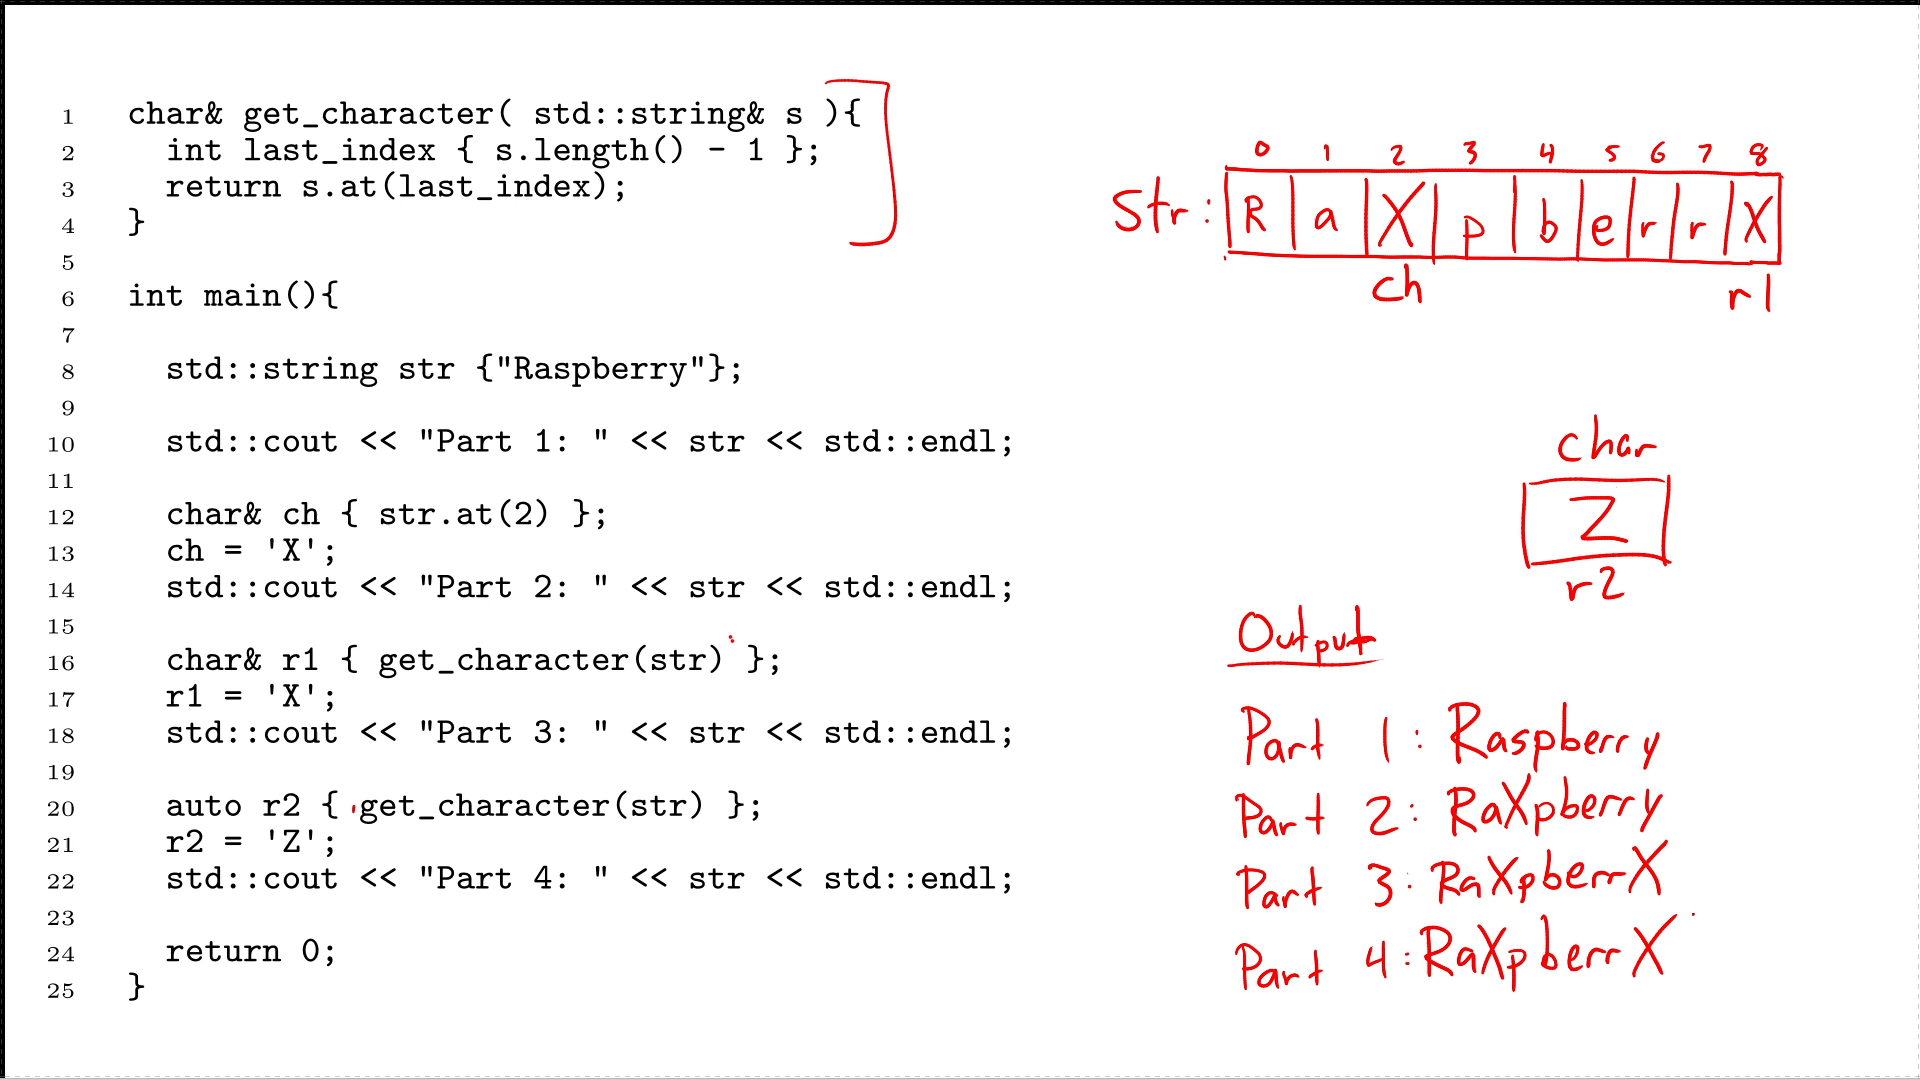 1 char& get_character( std::string& s ){
2 int last_index { s.length() - 1 };
3 return s.at(last_index);
4 }
5
6 int main(){
7
8 std::string str {"Raspberry"};
9
10 std::cout << "Part 1: " << str << std::endl;
11
12 char& ch { str.at(2) };
13 ch = 'X';
14 std::cout << "Part 2: " << str << std::endl;
15
16 char& r1 { get_character(str) };
17 r1 = 'X';
18 std::cout << "Part 3: " << str << std::endl;
19
20 auto r2 { get_character(str) };
21 r2 = 'Z';
22 std::cout << "Part 4: " << str << std::endl;
23
24 return 0;
25 }
0 1 2 3 4 5 6 7 8
Str: R a X p b e r r X
ch r1
char
Z
r2
Output
Part 1: Raspberry
Part 2: RaXpberry
Part 3: RaXpberrX
Part 4: RaXpberrX